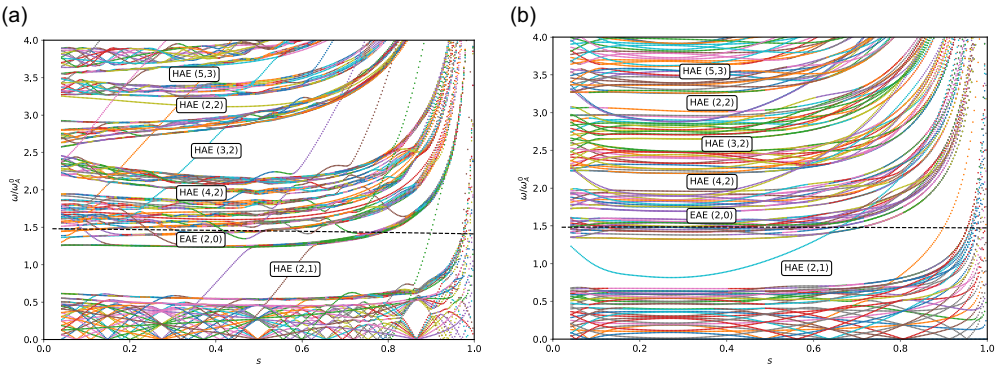 (a)
4.0
3.5
3.0
2.5
2.0
1.5
1.0
0.5
0.0
ω/ω_A^0
HAE (5,3)
HAE (2,2)
HAE (3,2)
HAE (4,2)
EAE (2,0)
HAE (2,1)
0.0 0.2 0.4 0.6 0.8 1.0
s
(b)
4.0
3.5
3.0
2.5
2.0
1.5
1.0
0.5
0.0
ω/ω_A^0
HAE (5,3)
HAE (2,2)
HAE (3,2)
HAE (4,2)
EAE (2,0)
HAE (2,1)
0.0 0.2 0.4 0.6 0.8 1.0
s